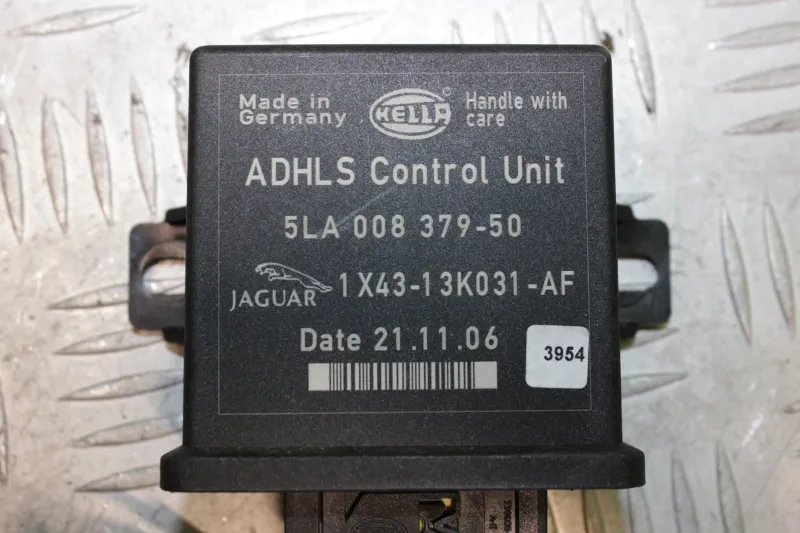 Made in
Germany
HELLA
Handle with
care
ADHLS Control Unit
5LA 008 379-50
JAGUAR 1X43-13K031-AF
Date 21.11.06
3954